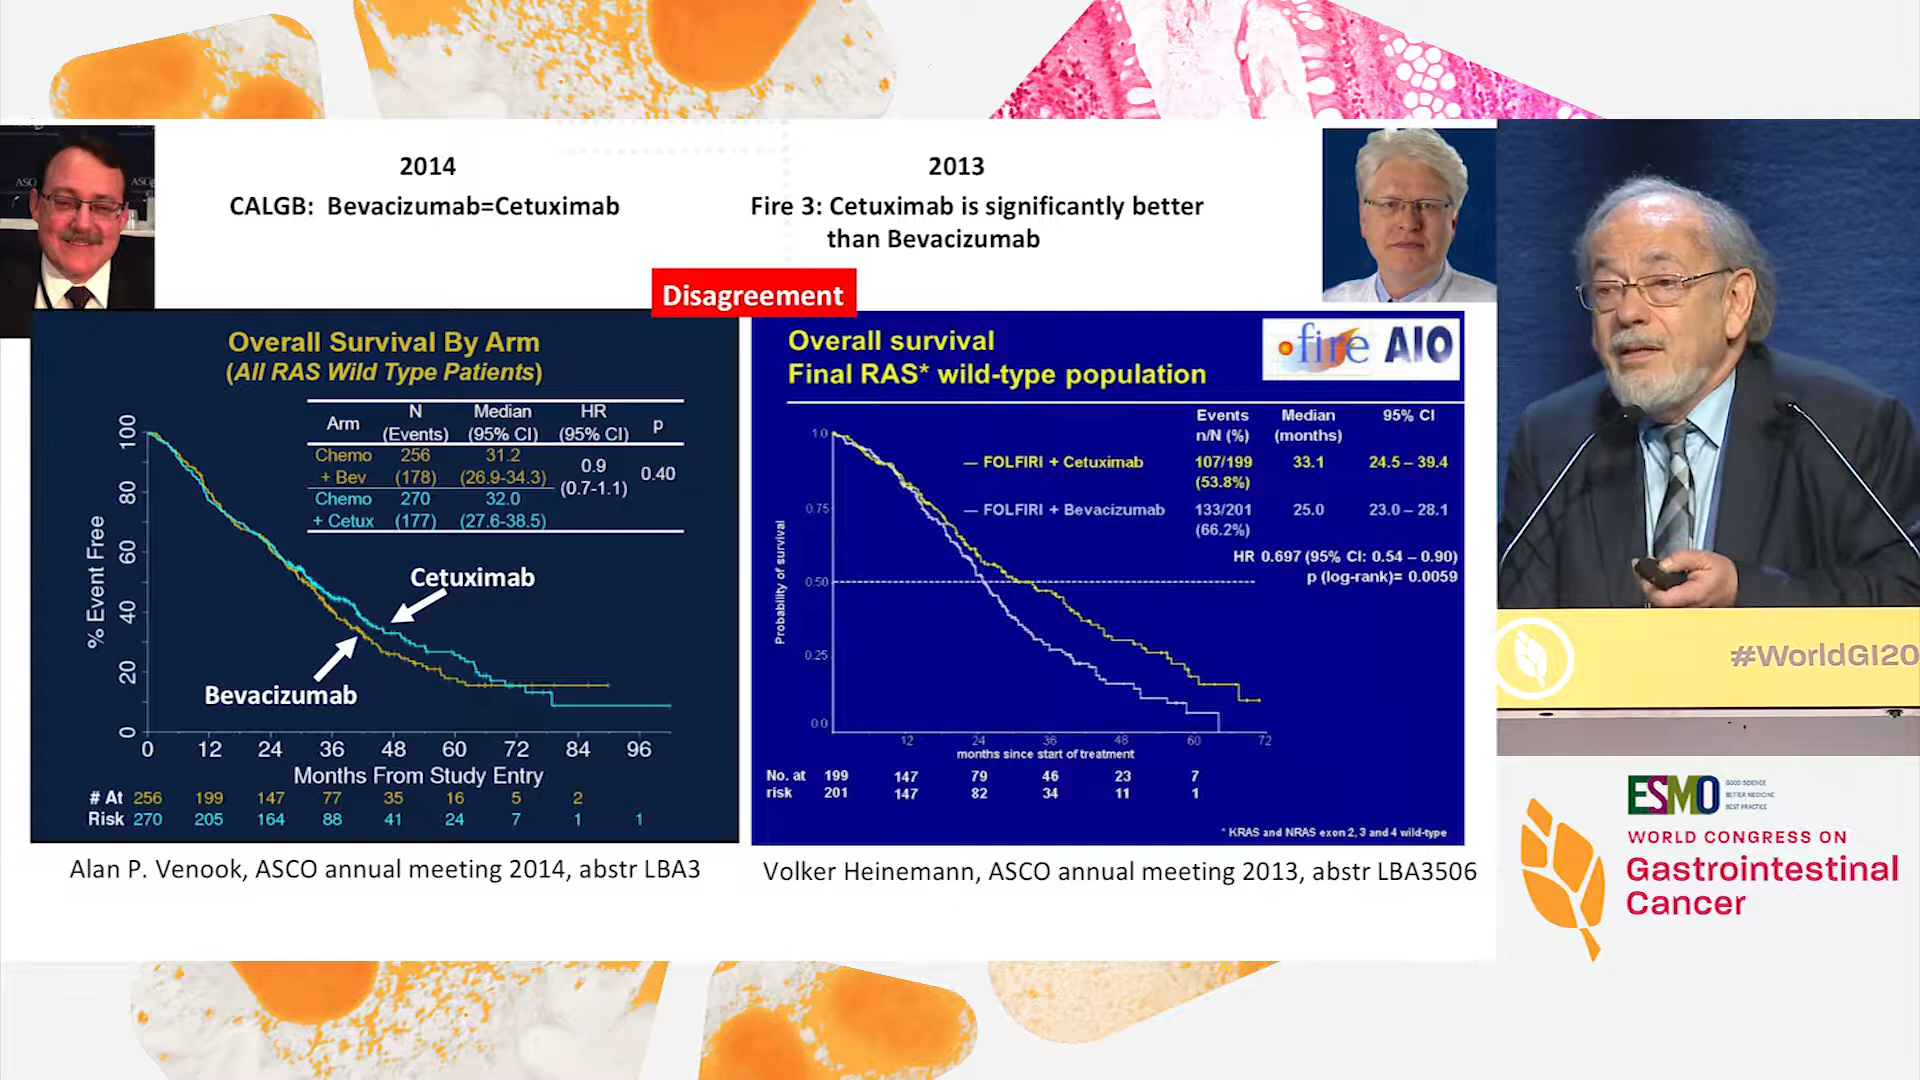 2014
CALGB: Bevacizumab=Cetuximab
2013
Fire 3: Cetuximab is significantly better
than Bevacizumab
Disagreement
Overall Survival By Arm
(All RAS Wild Type Patients)
Arm N (Events) Median (95% CI) HR (95% CI) p
Chemo + Bev 256 (178) 31.2 (26.9-34.3)
0.9 (0.7-1.1) 0.40
Chemo + Cetux 270 (177) 32.0 (27.6-38.5)
% Event Free
100
80
60
40
20
0
Cetuximab
Bevacizumab
0 12 24 36 48 60 72 84 96
Months From Study Entry
# At Risk
256 199 147 77 35 16 5 2
270 205 164 88 41 24 7 1 1
Alan P. Venook, ASCO annual meeting 2014, abstr LBA3
Overall survival
Final RAS* wild-type population
fire AIO
Events n/N (%) Median (months) 95% CI
— FOLFIRI + Cetuximab 107/199 (53.8%) 33.1 24.5 – 39.4
— FOLFIRI + Bevacizumab 133/201 (66.2%) 25.0 23.0 – 28.1
HR 0.697 (95% CI: 0.54 – 0.90)
p (log-rank)= 0.0059
Probability of survival
1.0
0.75
0.50
0.25
0.0
12 24 36 48 60 72
months since start of treatment
No. at risk
199 147 79 46 23 7
201 147 82 34 11 1
* KRAS and NRAS exon 2, 3 and 4 wild-type
Volker Heinemann, ASCO annual meeting 2013, abstr LBA3506
#WorldGI20
ESMO
GOOD SCIENCE
BETTER MEDICINE
BEST PRACTICE
WORLD CONGRESS ON
Gastrointestinal
Cancer